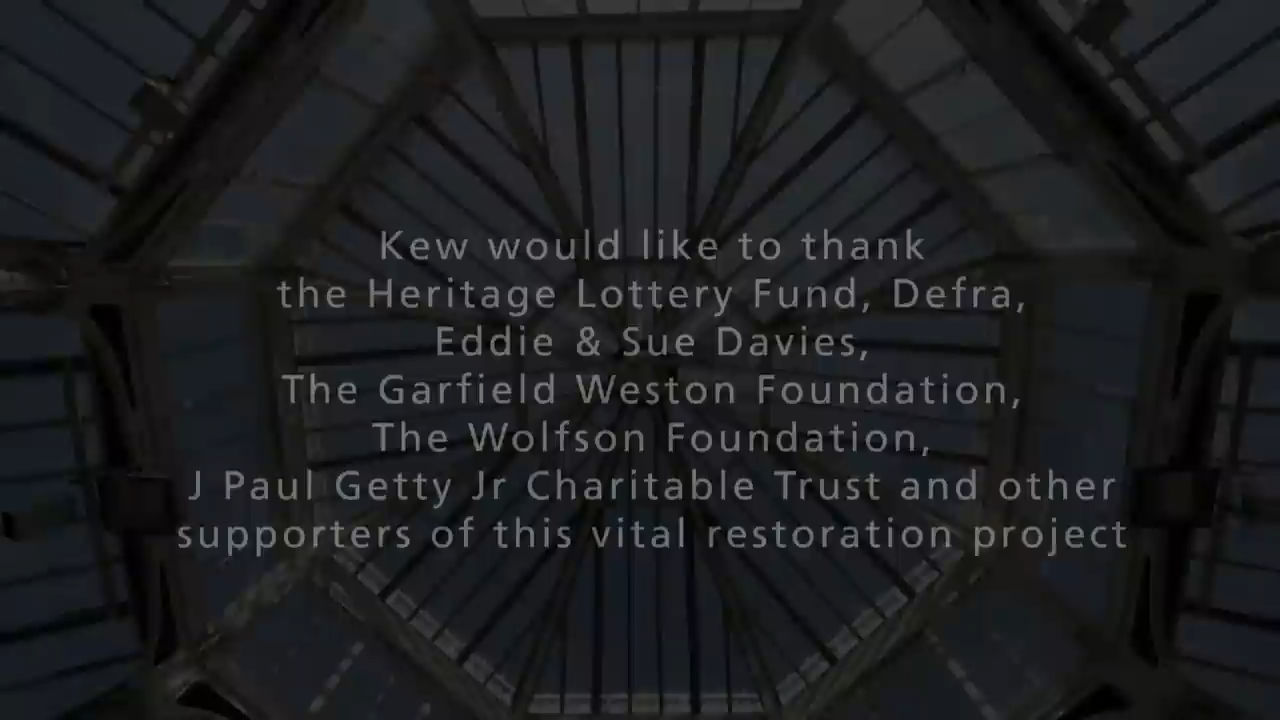 Kew would like to thank
the Heritage Lottery Fund, Defra,
Eddie & Sue Davies,
The Garfield Weston Foundation,
The Wolfson Foundation,
J Paul Getty Jr Charitable Trust and other
supporters of this vital restoration project